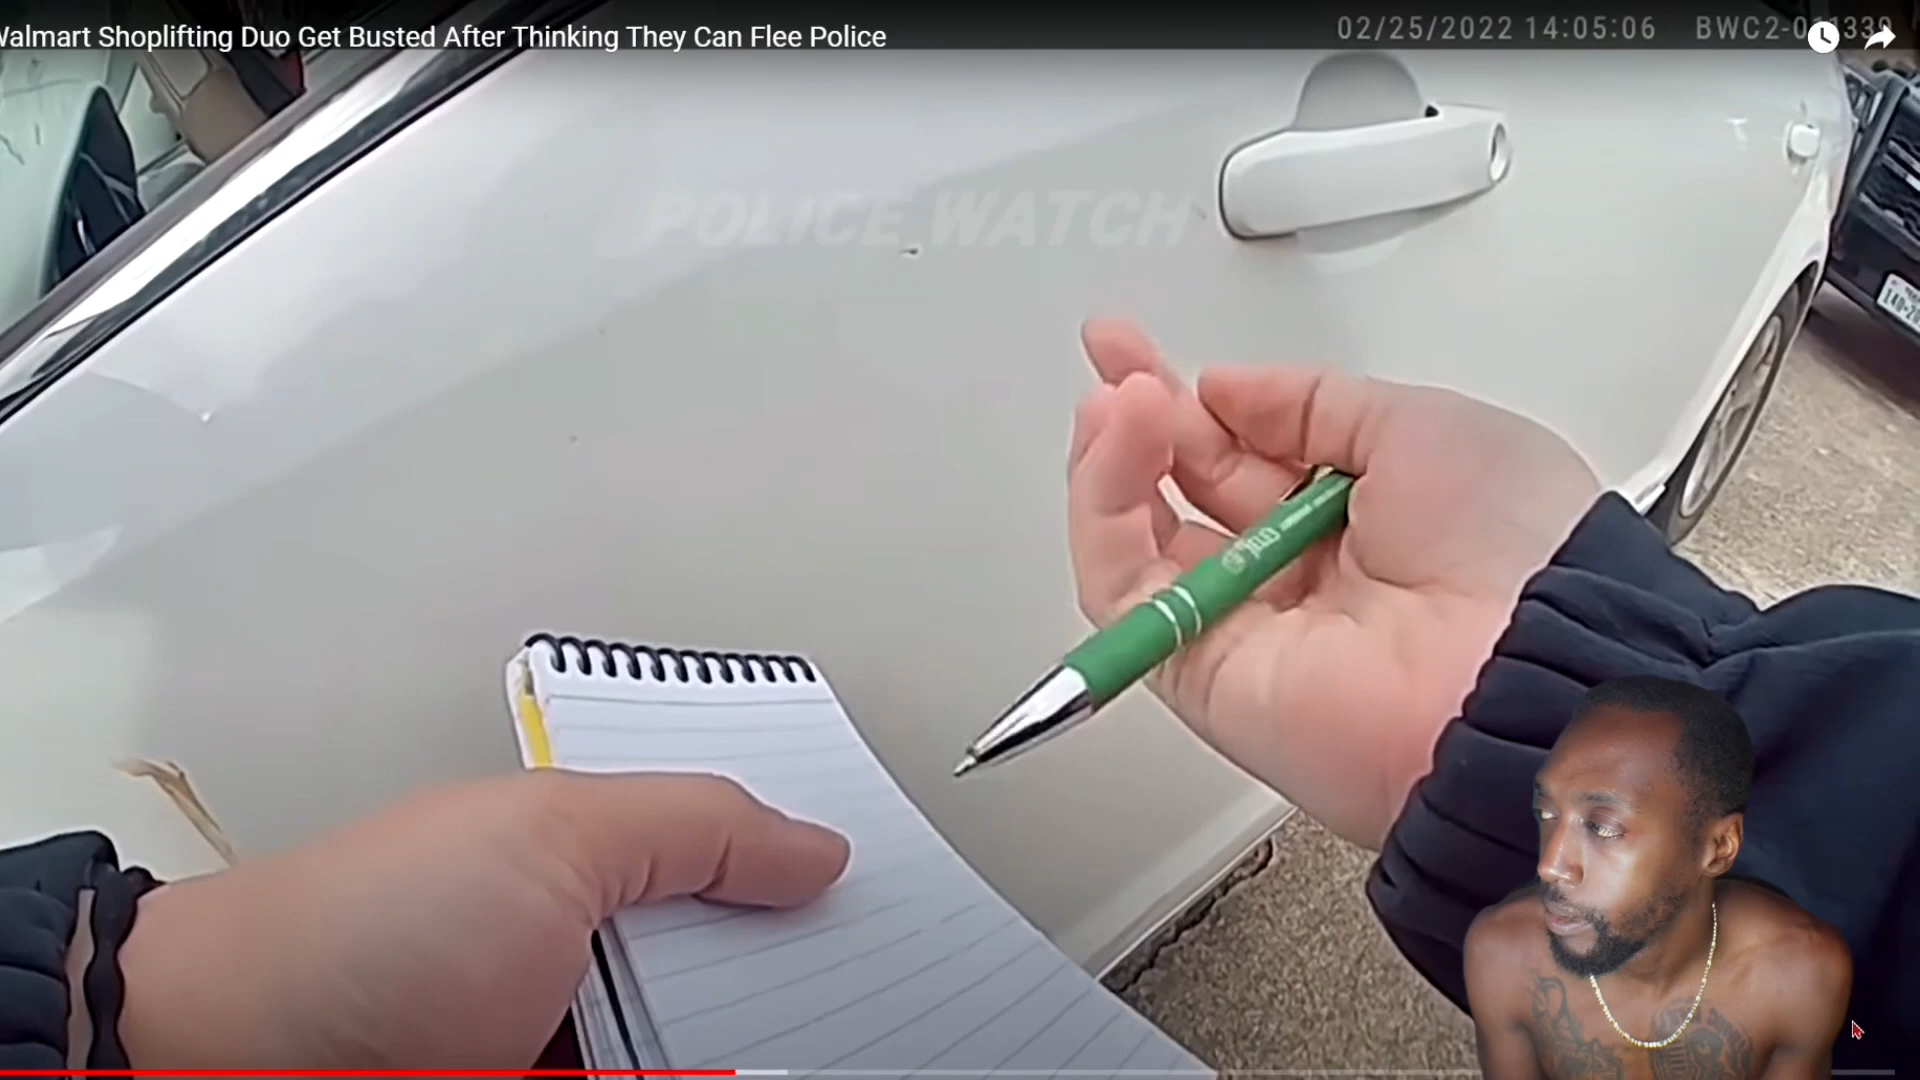 Walmart Shoplifting Duo Get Busted After Thinking They Can Flee Police
02/25/2022 14:05:06
POLICE WATCH